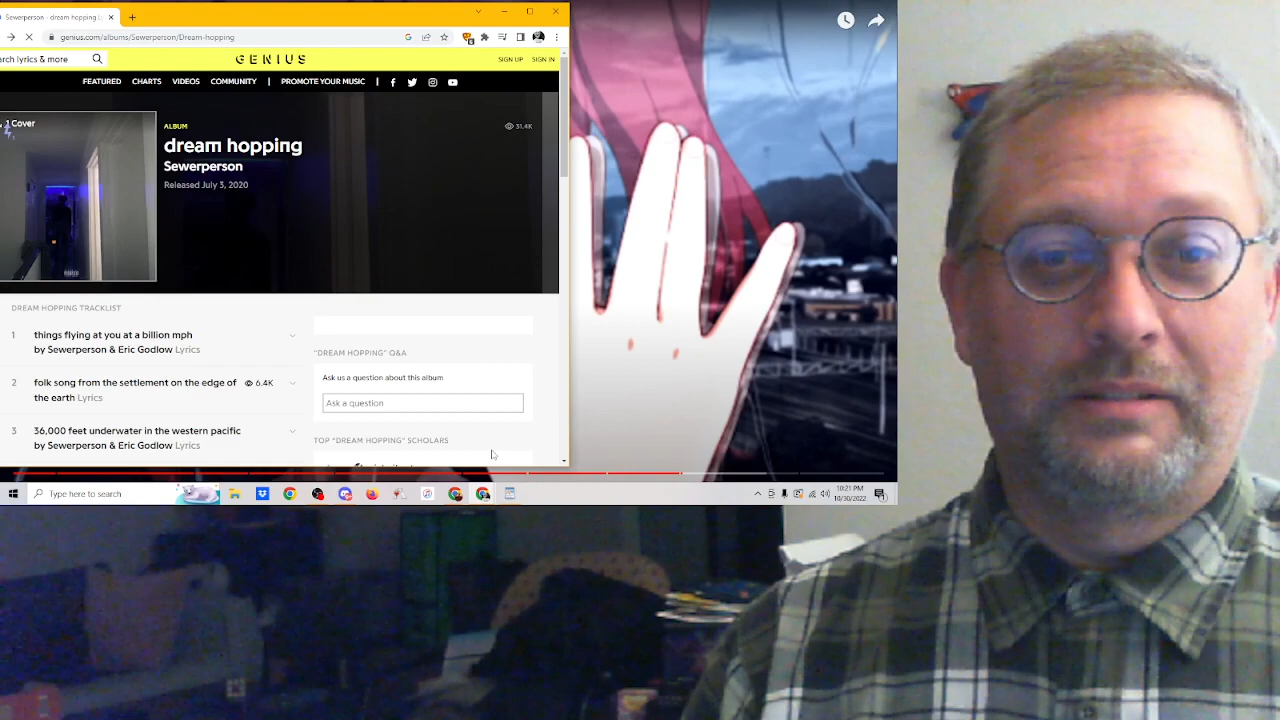 Sewerperson - dream hopping
genius.com/albums/Sewerperson/Dream-hopping
rch lyrics & more
GENIUS
SIGN UP SIGN IN
FEATURED CHARTS VIDEOS COMMUNITY | PROMOTE YOUR MUSIC |
1 Cover
ALBUM
31.4K
dream hopping
Sewerperson
Released July 3, 2020
DREAM HOPPING TRACKLIST
1 things flying at you at a billion mph
by Sewerperson & Eric Godlow Lyrics
2 folk song from the settlement on the edge of 6.4K
the earth Lyrics
3 36,000 feet underwater in the western pacific
by Sewerperson & Eric Godlow Lyrics
"DREAM HOPPING" Q&A
Ask us a question about this album
Ask a question
TOP "DREAM HOPPING" SCHOLARS
Type here to search
10:21 PM
10/30/2022